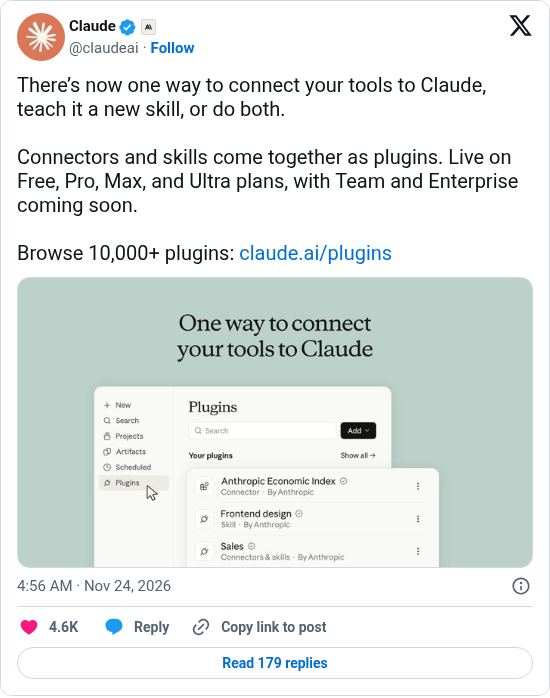 Claude
@claudeai · Follow
There’s now one way to connect your tools to Claude,
teach it a new skill, or do both.
Connectors and skills come together as plugins. Live on
Free, Pro, Max, and Ultra plans, with Team and Enterprise
coming soon.
Browse 10,000+ plugins: claude.ai/plugins
One way to connect
your tools to Claude
New
Search
Projects
Artifacts
Scheduled
Plugins
Plugins
Search
Add
Your plugins
Show all →
Anthropic Economic Index
Connector · By Anthropic
Frontend design
Skill · By Anthropic
Sales
Connectors & skills · By Anthropic
4:56 AM · Nov 24, 2026
4.6K
Reply
Copy link to post
Read 179 replies